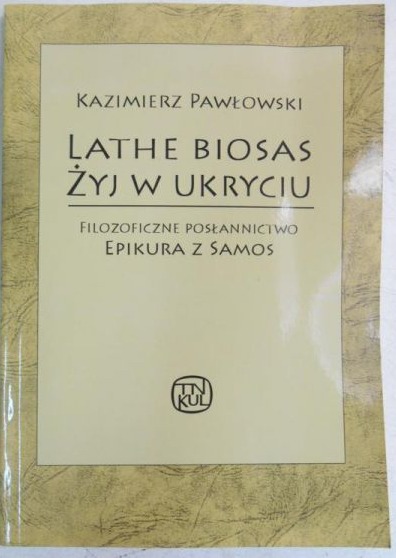 KAZIMIERZ PAWŁOWSKI
LATHE BIOSAS
ŻYJ W UKRYCIU
FILOZOFICZNE POSŁANNICTWO
EPIKURA Z SAMOS
TN
KUL